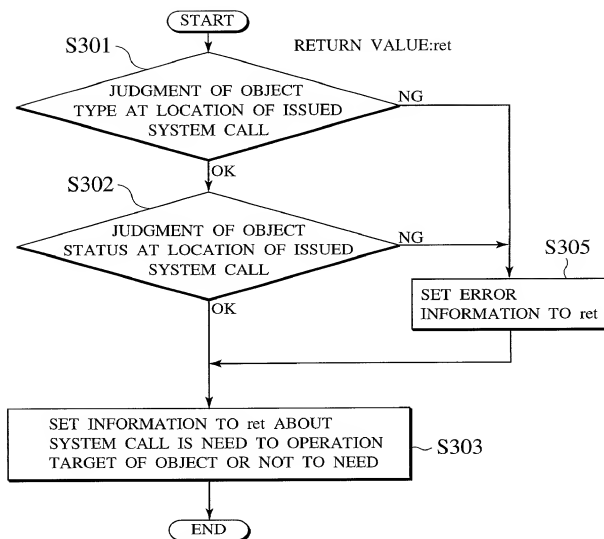 START
S301
RETURN VALUE:ret
JUDGMENT OF OBJECT
TYPE AT LOCATION OF ISSUED
SYSTEM CALL
NG
OK
S302
JUDGMENT OF OBJECT
STATUS AT LOCATION OF ISSUED
SYSTEM CALL
NG
OK
S305
SET ERROR
INFORMATION TO ret
SET INFORMATION TO ret ABOUT
SYSTEM CALL IS NEED TO OPERATION
TARGET OF OBJECT OR NOT TO NEED
S303
END